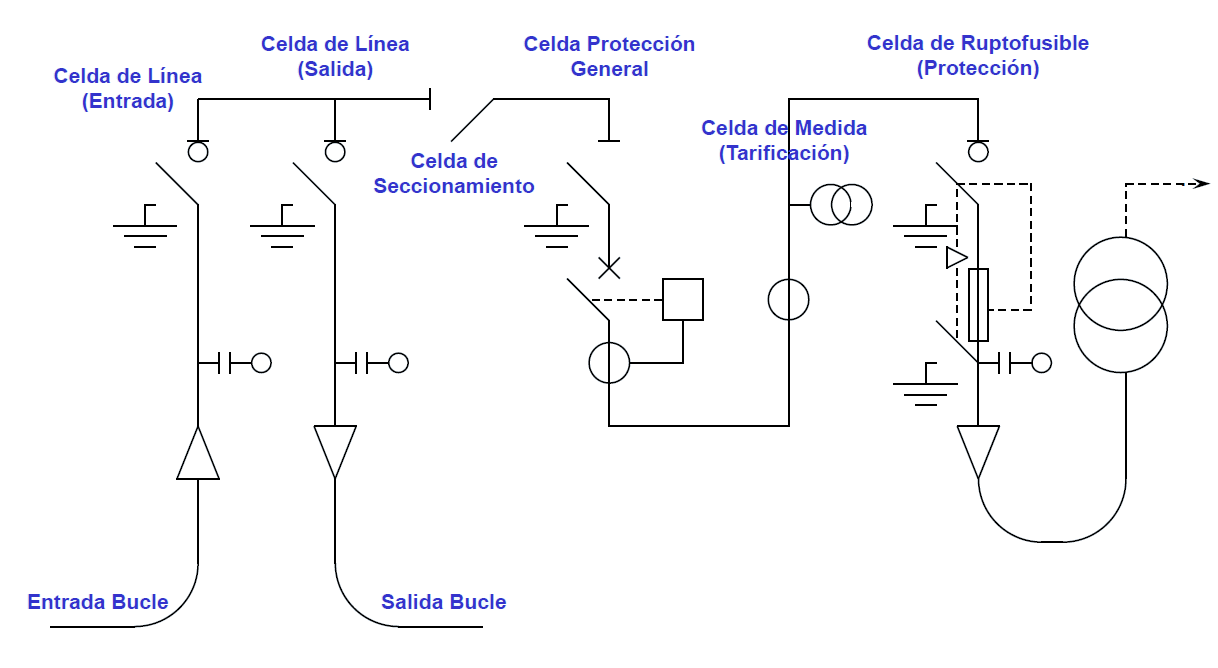 Celda de Línea
(Entrada)
Celda de Línea
(Salida)
Celda Protección
General
Celda de Ruptofusible
(Protección)
Celda de Medida
(Tarificación)
Celda de
Seccionamiento
Entrada Bucle
Salida Bucle